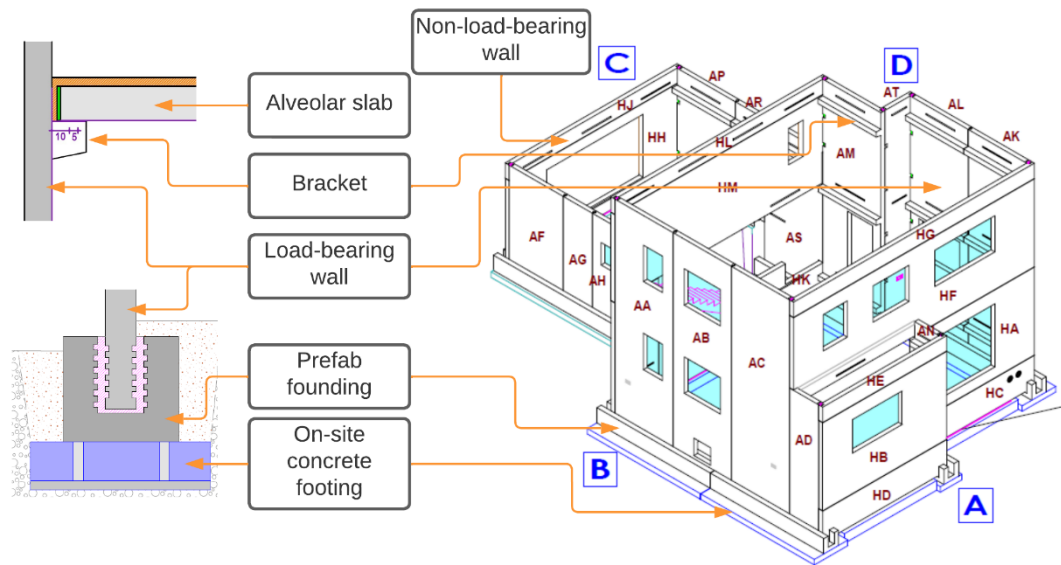 Non-load-bearing
wall
C
D
AP
AT
AL
AR
HJ
HH
HL
AK
AM
Alveolar slab
10 5
Bracket
HM
Load-bearing
wall
AF
AG
AH
AS
HG
HK
HF
AA
AB
AN
HA
AC
HE
HC
Prefab
founding
AD
HB
B
HD
A
On-site
concrete
footing